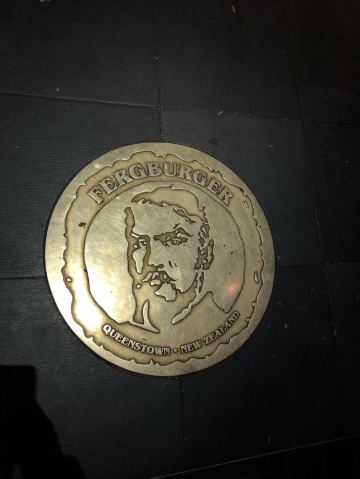 FERGBURGER
QUEENSTOWN • NEW ZEALAND